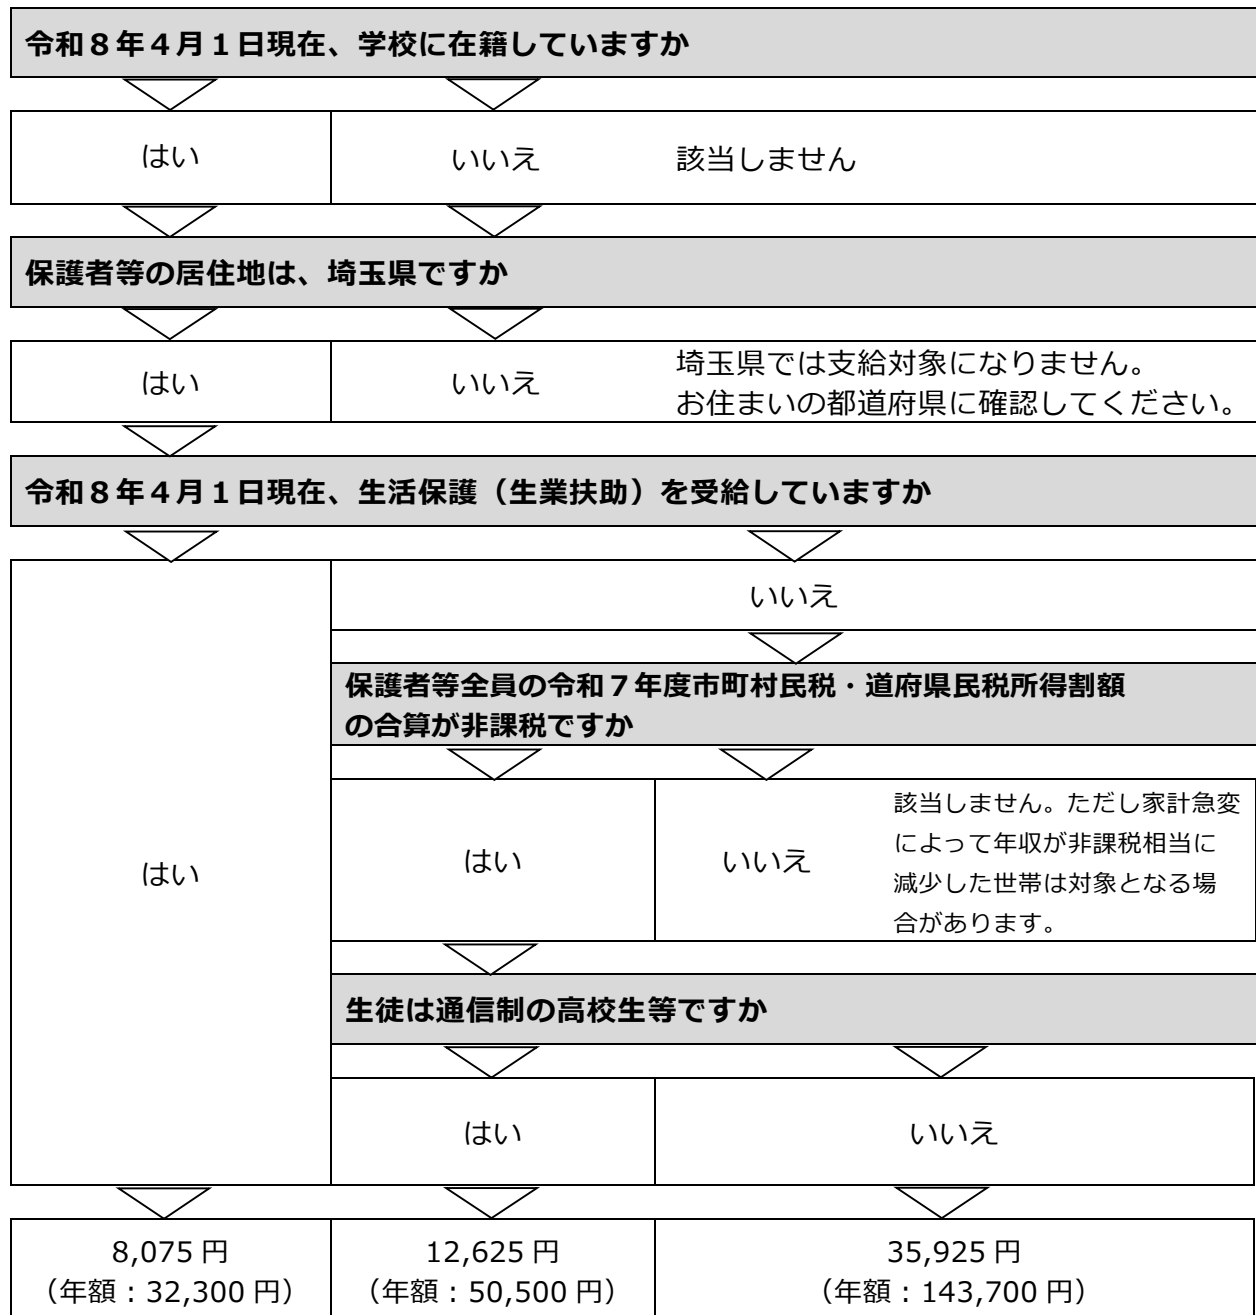 令和８年４月１日現在、学校に在籍していますか
はい
いいえ
該当しません
保護者等の居住地は、埼玉県ですか
はい
いいえ
埼玉県では支給対象になりません。
お住まいの都道府県に確認してください。
令和８年４月１日現在、生活保護（生業扶助）を受給していますか
はい
いいえ
保護者等全員の令和７年度市町村民税・道府県民税所得割額
の合算が非課税ですか
はい
いいえ
該当しません。ただし家計急変
によって年収が非課税相当に
減少した世帯は対象となる場
合があります。
生徒は通信制の高校生等ですか
はい
いいえ
8,075 円
（年額：32,300 円）
12,625 円
（年額：50,500 円）
35,925 円
（年額：143,700 円）